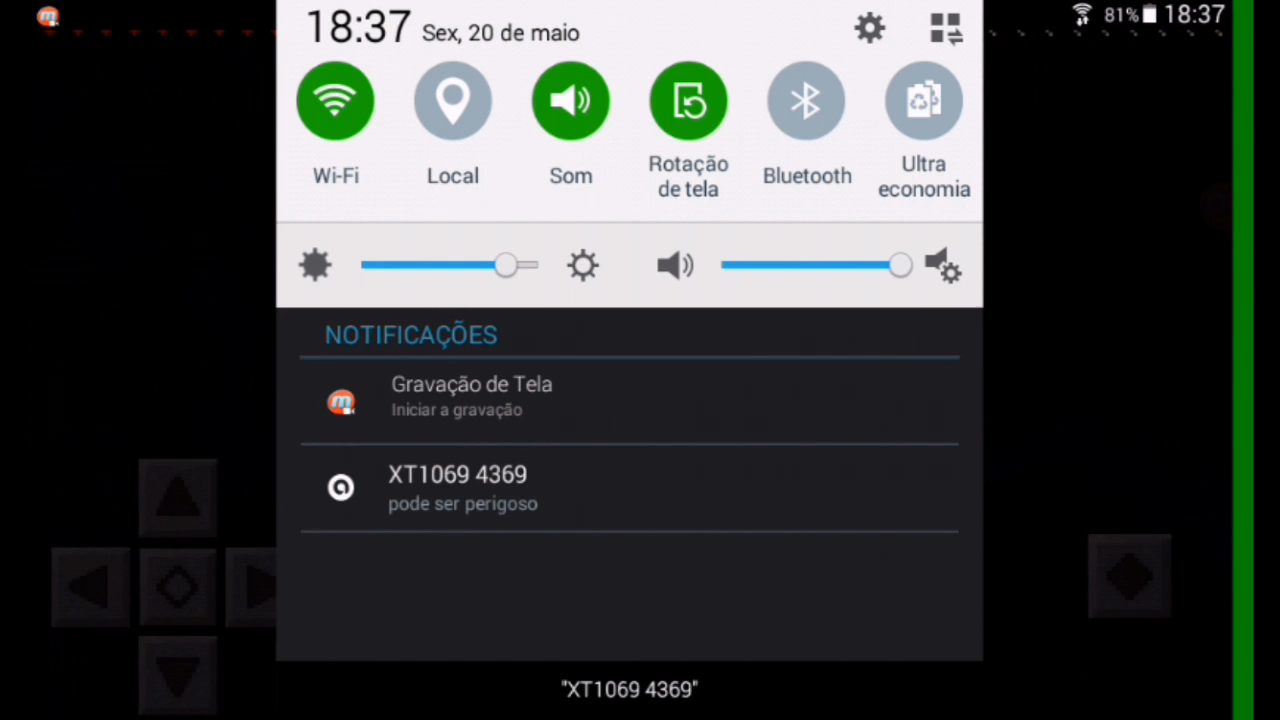 18:37 Sex, 20 de maio
81% 18:37
Wi-Fi
Local
Som
Rotação
de tela
Bluetooth
Ultra
economia
NOTIFICAÇÕES
Gravação de Tela
Iniciar a gravação
XT1069 4369
pode ser perigoso
"XT1069 4369"